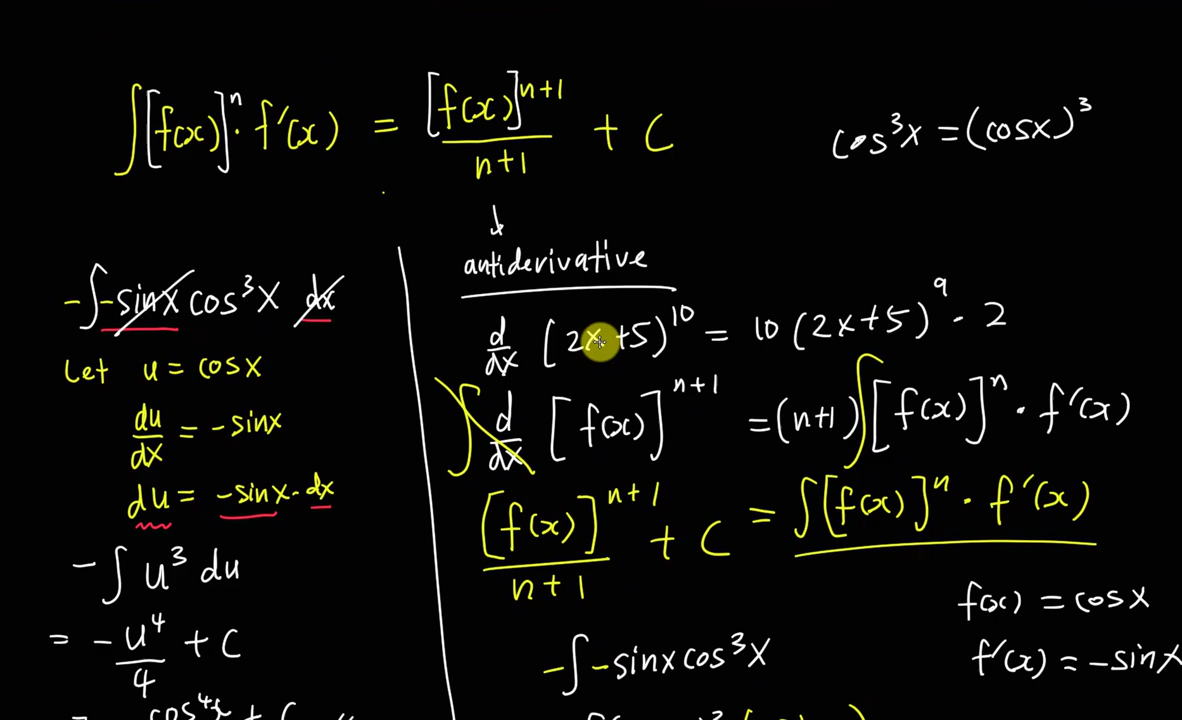 ∫[f(x)]ⁿ · f'(x) = [f(x)]ⁿ⁺¹ / n+1 + C
cos³x = (cosx)³
↓
antiderivative
-∫-sinx cos³x dx
Let u = cosx
du/dx = -sinx
du = -sinx · dx
-∫u³ du
= -u⁴/4 + C
d/dx (2x+5)¹⁰ = 10(2x+5)⁹ · 2
∫ d/dx [f(x)]ⁿ⁺¹ = (n+1)∫[f(x)]ⁿ · f'(x)
[f(x)]ⁿ⁺¹ / n+1 + C = ∫[f(x)]ⁿ · f'(x)
f(x) = cosx
f'(x) = -sinx
-∫-sinx cos³x